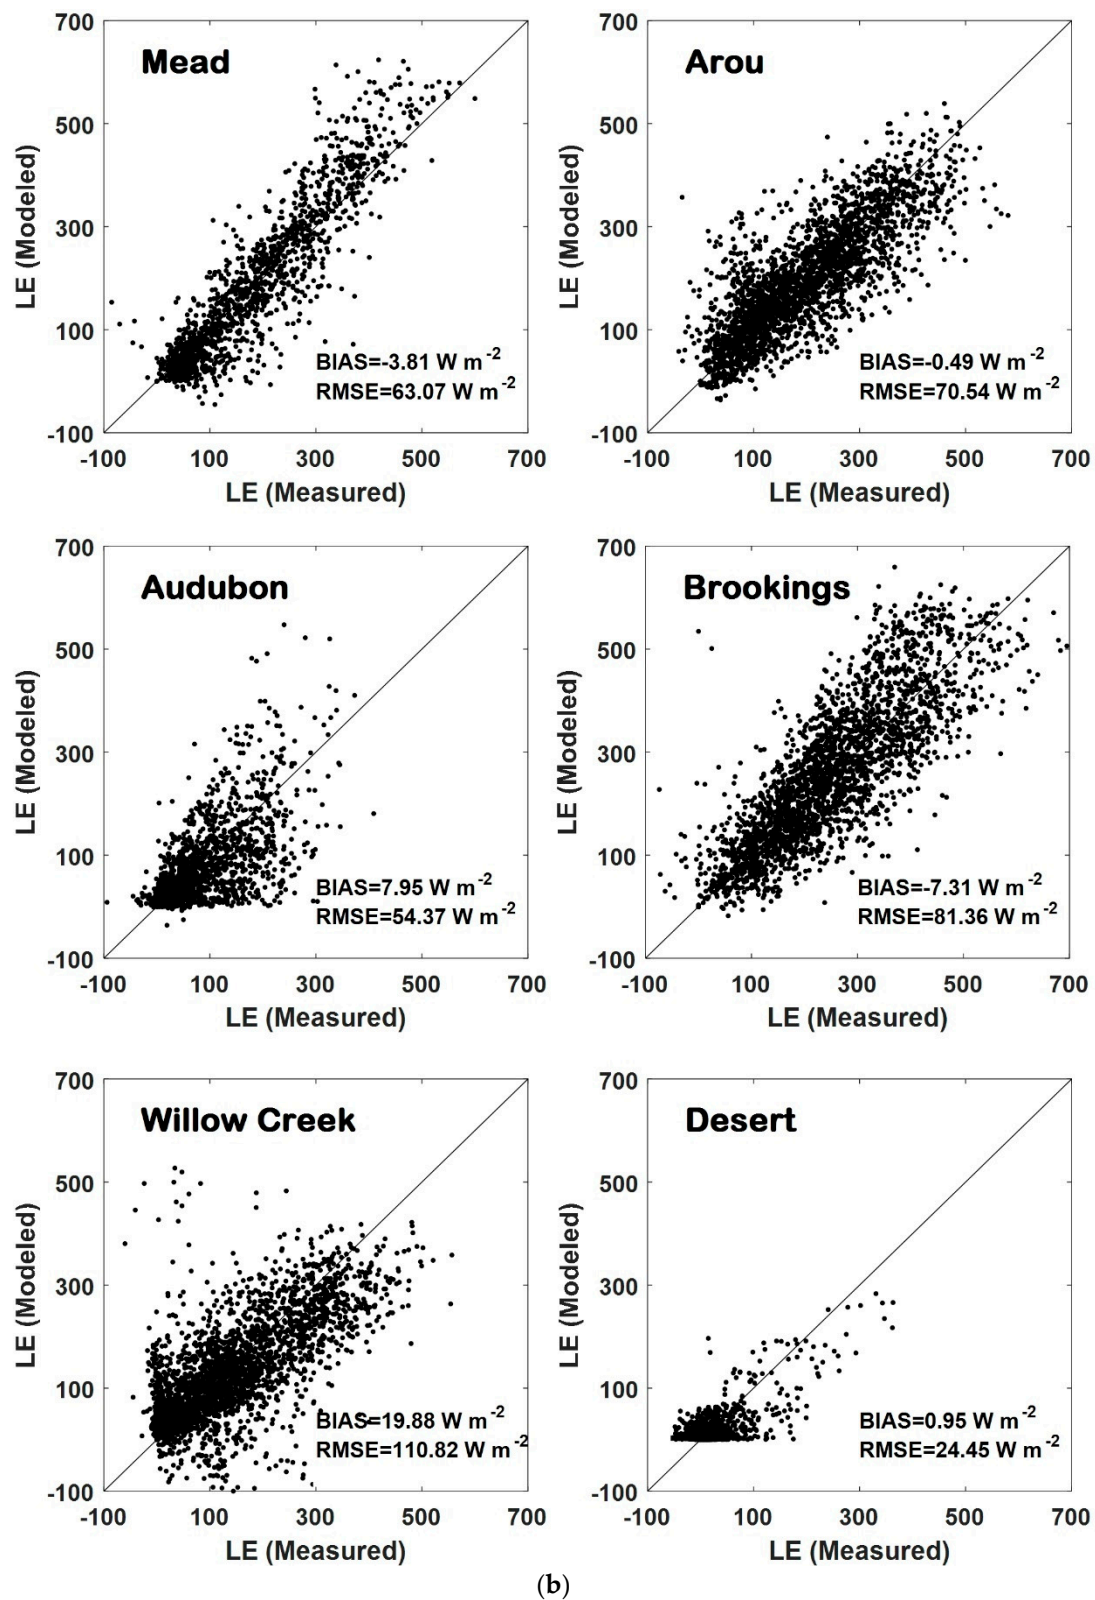 700
500
300
100
-100
LE (Modeled)
Mead
BIAS=-3.81 W m-2
RMSE=63.07 W m-2
-100 100 300 500 700
LE (Measured)
700
500
300
100
-100
LE (Modeled)
Arou
BIAS=-0.49 W m-2
RMSE=70.54 W m-2
-100 100 300 500 700
LE (Measured)
700
500
300
100
-100
LE (Modeled)
Audubon
BIAS=7.95 W m-2
RMSE=54.37 W m-2
-100 100 300 500 700
LE (Measured)
700
500
300
100
-100
LE (Modeled)
Brookings
BIAS=-7.31 W m-2
RMSE=81.36 W m-2
-100 100 300 500 700
LE (Measured)
700
500
300
100
-100
LE (Modeled)
Willow Creek
BIAS=19.88 W m-2
RMSE=110.82 W m-2
-100 100 300 500 700
LE (Measured)
700
500
300
100
-100
LE (Modeled)
Desert
BIAS=0.95 W m-2
RMSE=24.45 W m-2
-100 100 300 500 700
LE (Measured)
(b)